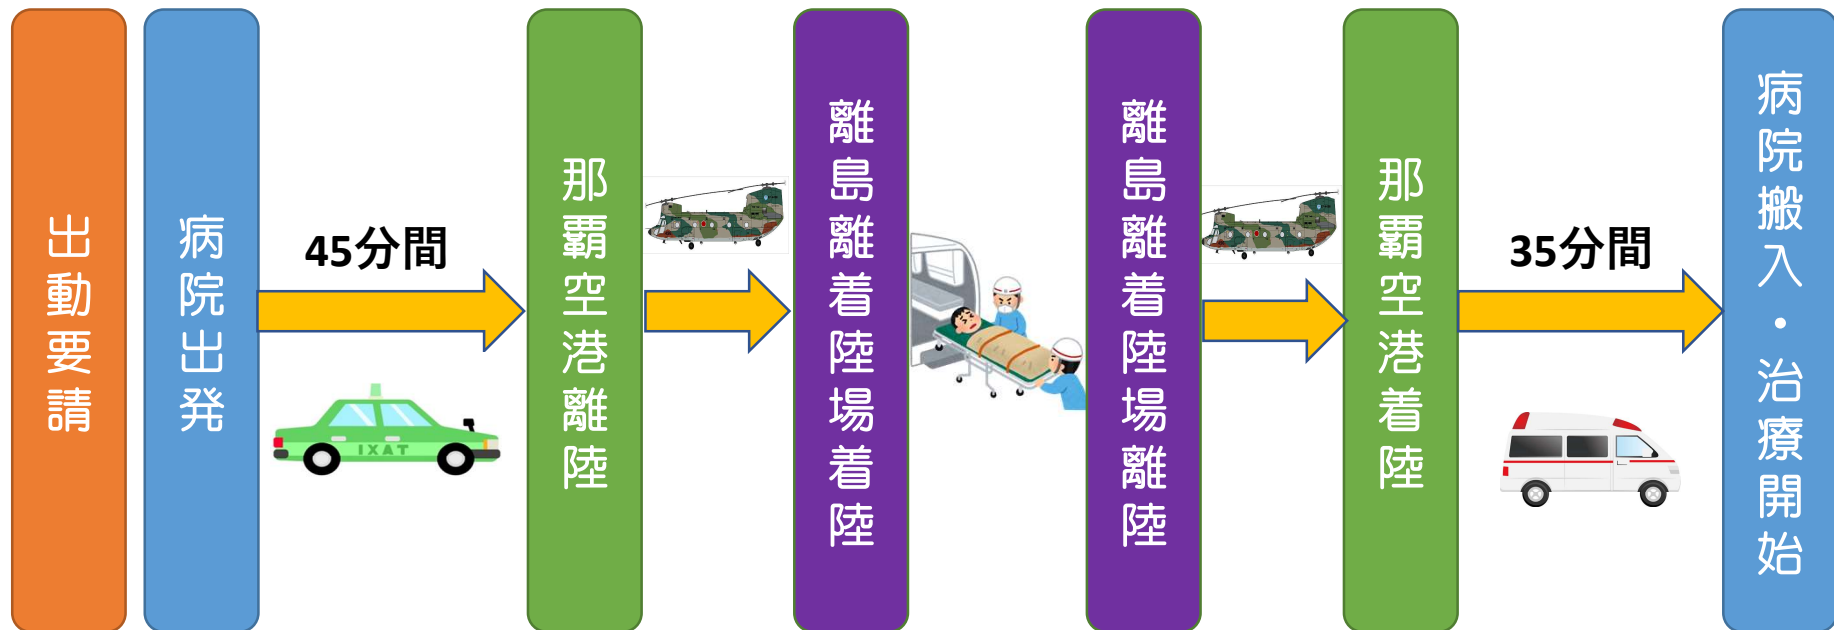 出動要請
病院出発
45分間
IXAT
那覇空港離陸
離島離着陸場着陸
離島離着陸場離陸
那覇空港着陸
35分間
病院搬入・治療開始